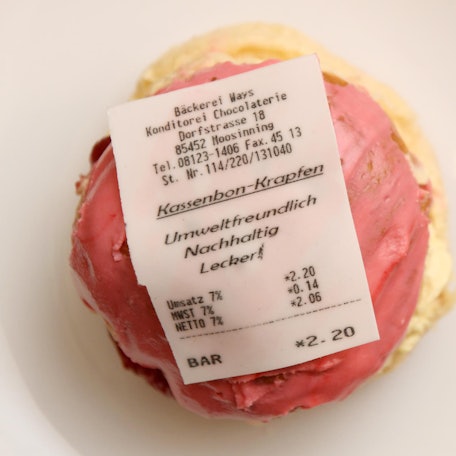 Bäckerei Ways
Konditorei Chocolaterie
Dorfstrasse 18
85452 Moosinning
Tel.08123-1406 Fax.45 13
St. Nr.114/220/131040
Kassenbon-Krapfen
Umweltfreundlich
Nachhaltig
Lecker!
Umsatz 7% *2.20
MWST 7% *0.14
NETTO 7% *2.06
BAR *2.20